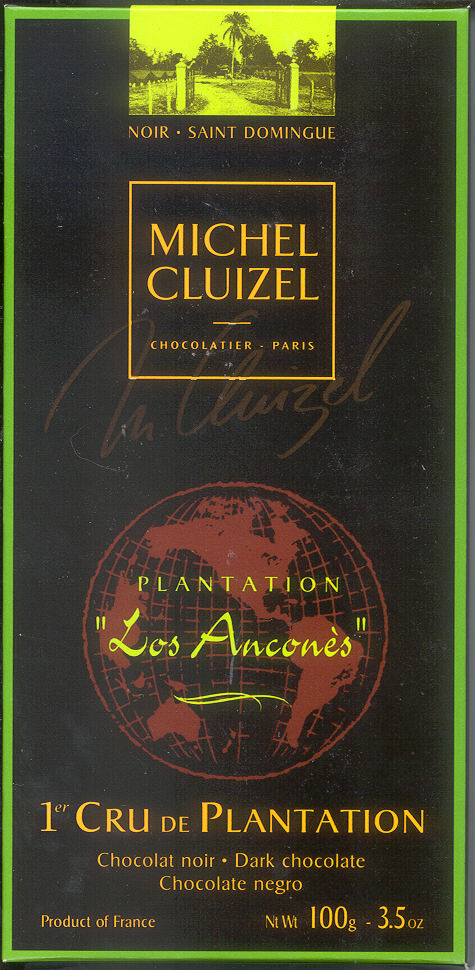 NOIR • SAINT DOMINGUE
MICHEL
CLUIZEL
CHOCOLATIER - PARIS
M. Cluizel
PLANTATION
"Los Anconès"
1er CRU DE PLANTATION
Chocolat noir • Dark chocolate
Chocolate negro
Product of France
Nt Wt 100g - 3.5 oz